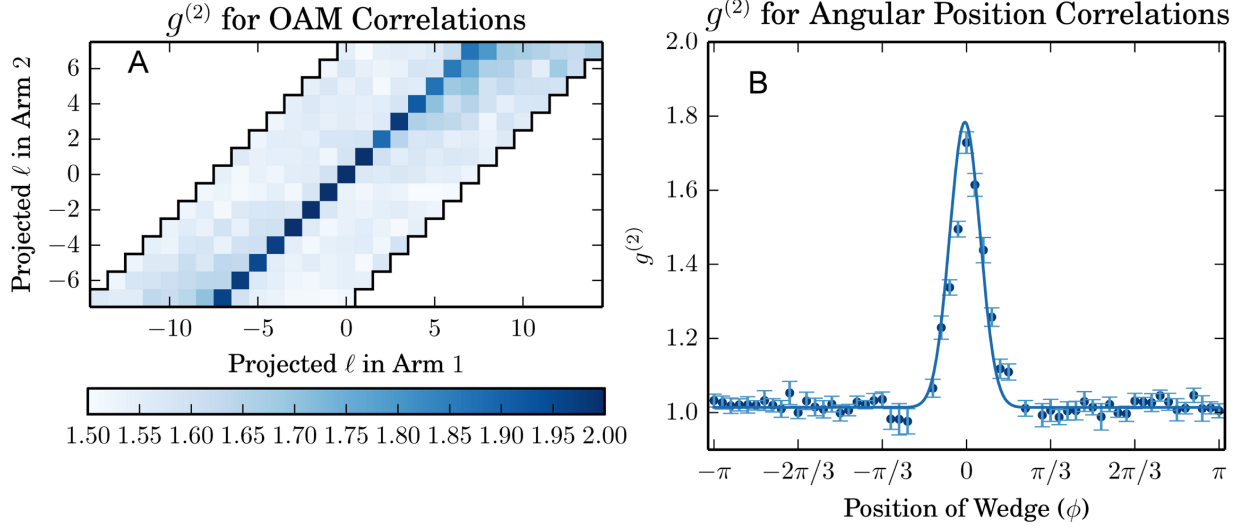 g⁽²⁾ for OAM Correlations
A
Projected ℓ in Arm 2
6
4
2
0
−2
−4
−6
−10 −5 0 5 10
Projected ℓ in Arm 1
1.50 1.55 1.60 1.65 1.70 1.75 1.80 1.85 1.90 1.95 2.00
g⁽²⁾ for Angular Position Correlations
B
g⁽²⁾
2.0
1.8
1.6
1.4
1.2
1.0
−π −2π/3 −π/3 0 π/3 2π/3 π
Position of Wedge (ϕ)